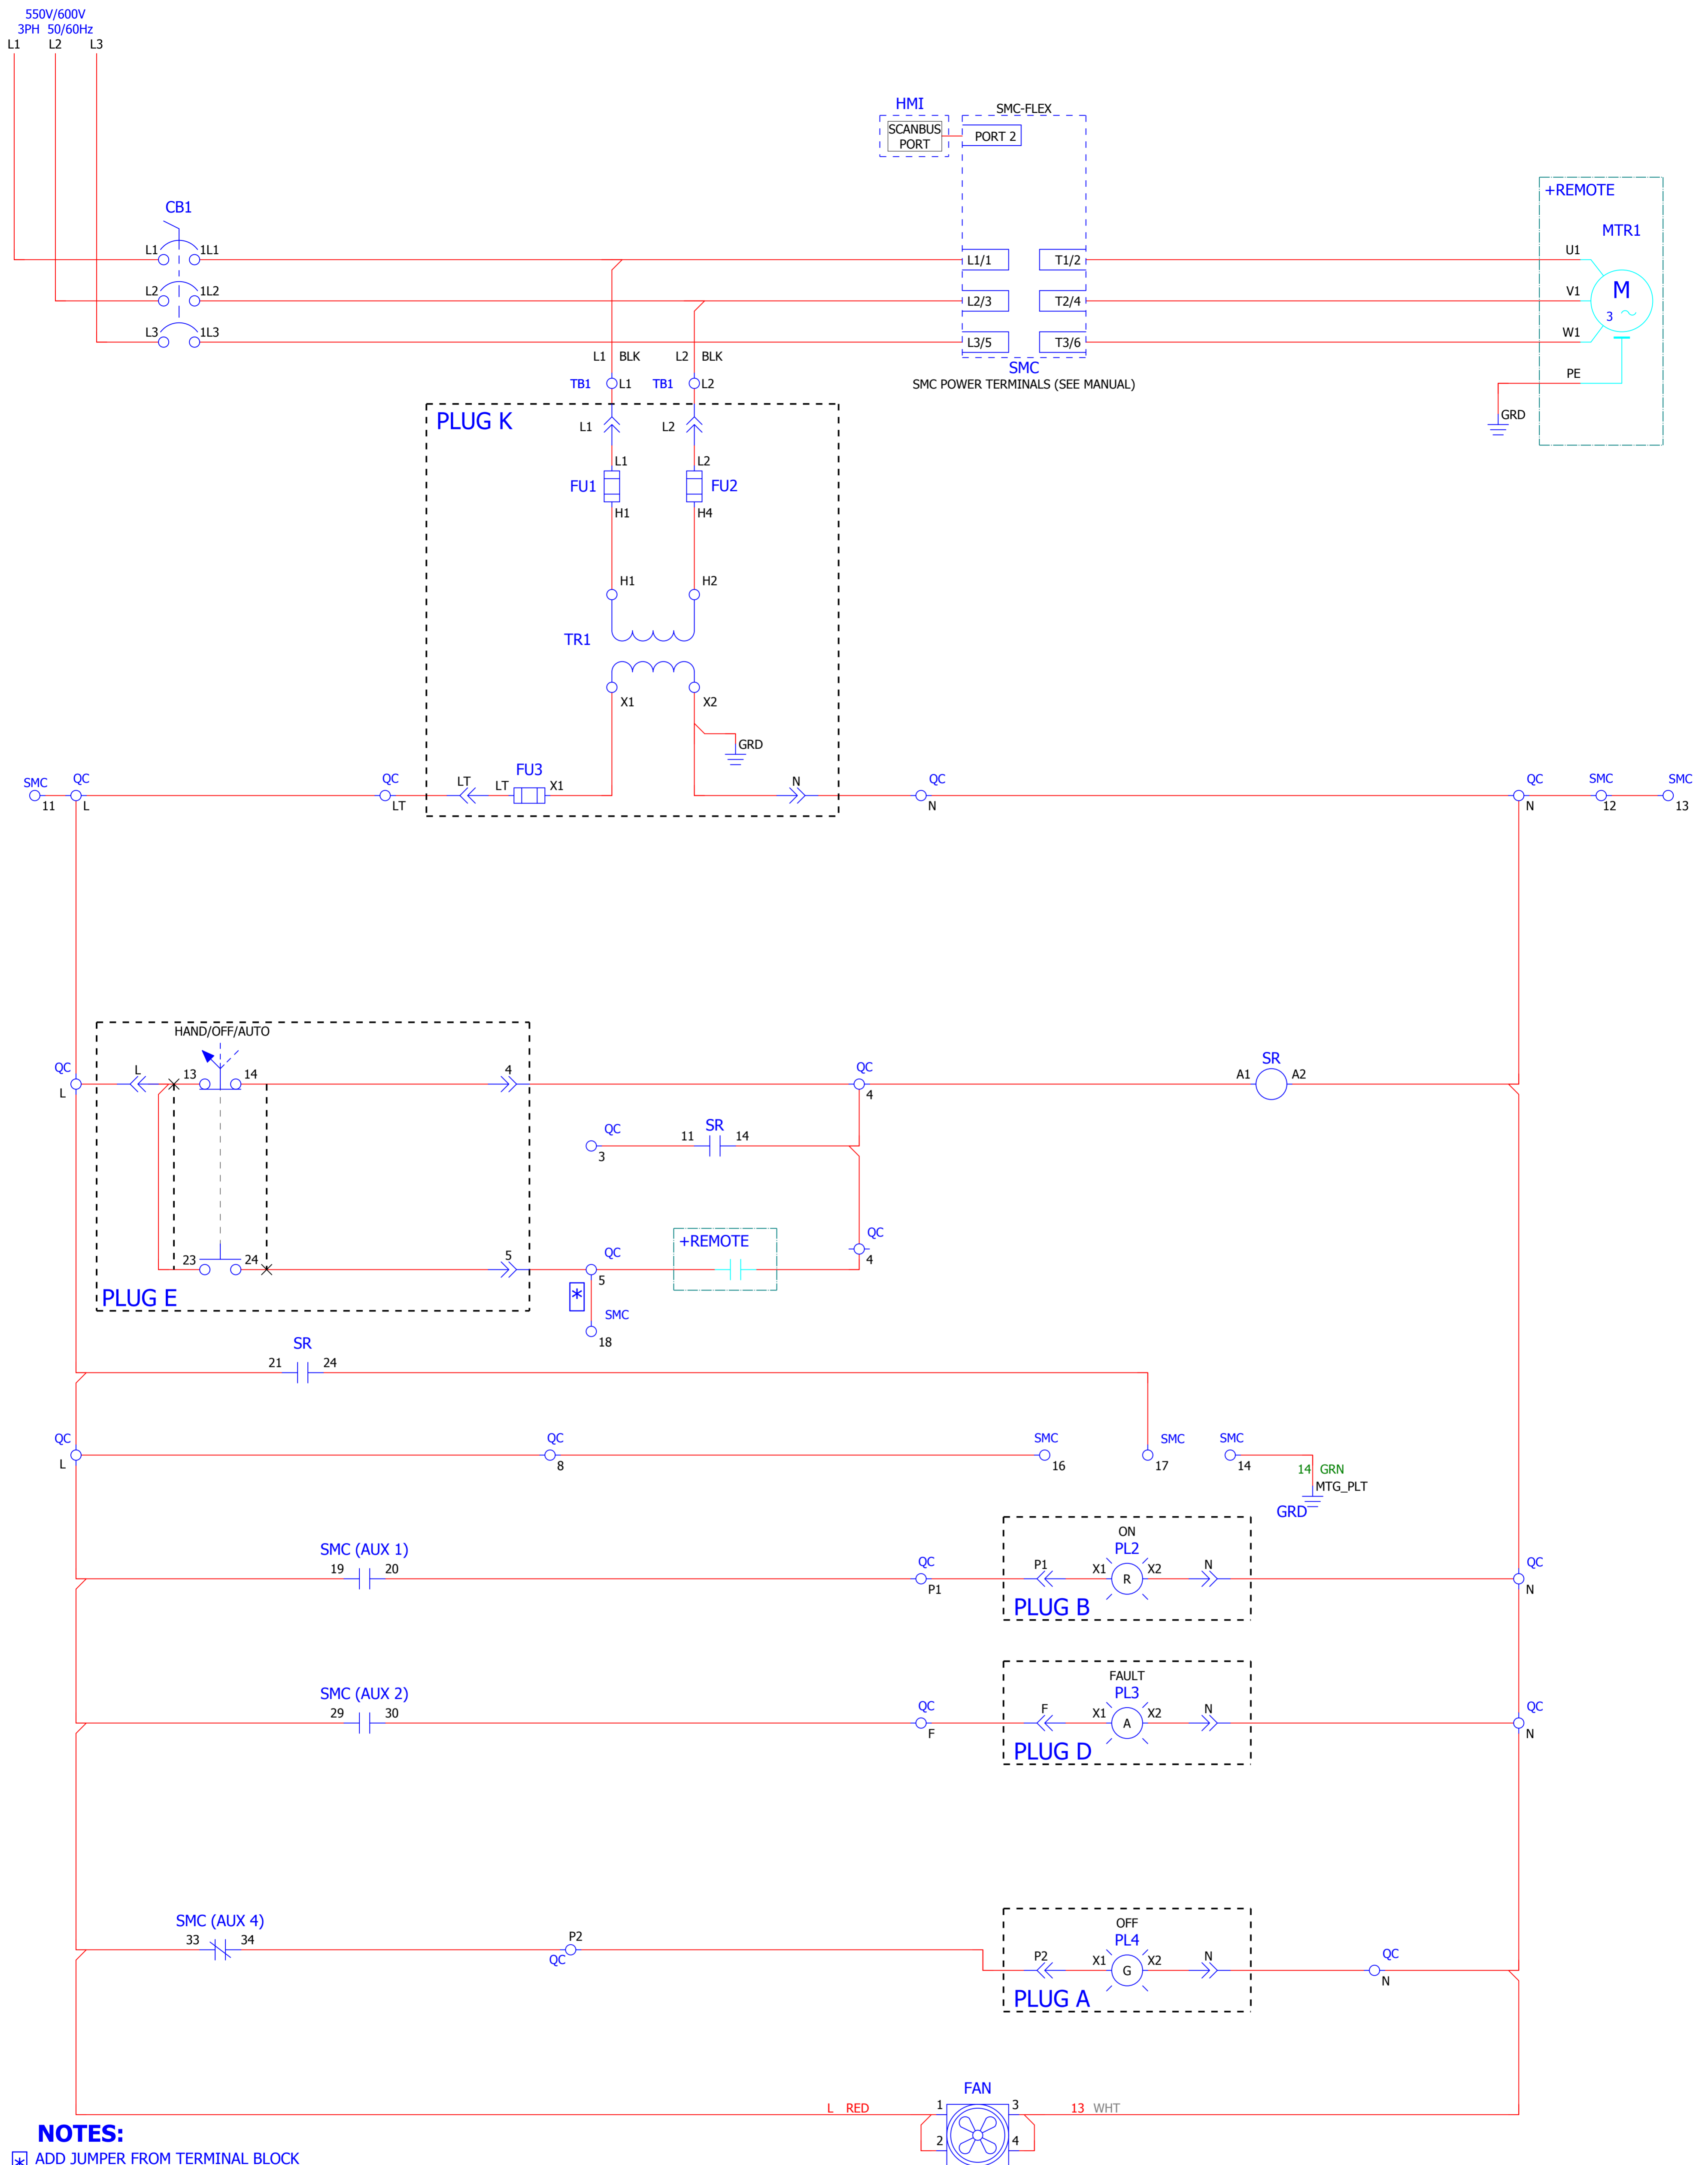 550V/600V
3PH 50/60Hz
L1 L2 L3
HMI
SMC-FLEX
SCANBUS
PORT
PORT 2
+REMOTE
CB1
MTR1
L1 1L1
L1/1 T1/2
U1
L2 1L2
L2/3 T2/4
V1
M
3
L3 1L3
L3/5 T3/6
W1
L1 BLK L2 BLK
SMC
PE
TB1 L1 TB1 L2
SMC POWER TERMINALS (SEE MANUAL)
GRD
PLUG K
L1 L2
L1 L2
FU1 FU2
H1 H4
H1 H2
TR1
X1 X2
GRD
FU3
SMC QC QC LT LT X1 N QC QC SMC SMC
11 L LT N N 12 13
HAND/OFF/AUTO
QC L 13 14 4 QC SR
L 4 A1 A2
QC 11 SR 14
3
QC
4
+REMOTE
23 24 5 QC
5
PLUG E
*
SMC
18
SR
21 24
QC QC SMC SMC SMC
L 8 16 17 14
14 GRN
MTG_PLT
GRD
ON
SMC (AUX 1) PL2
19 20 QC P1 X1 R X2 N QC
P1 N
PLUG B
FAULT
SMC (AUX 2) PL3
29 30 QC F X1 A X2 N QC
F N
PLUG D
SMC (AUX 4)
33 34 P2
QC
OFF
PL4
P2 X1 G X2 N QC
N
PLUG A
FAN
L RED 1 3 13 WHT
2 4
NOTES:
* ADD JUMPER FROM TERMINAL BLOCK